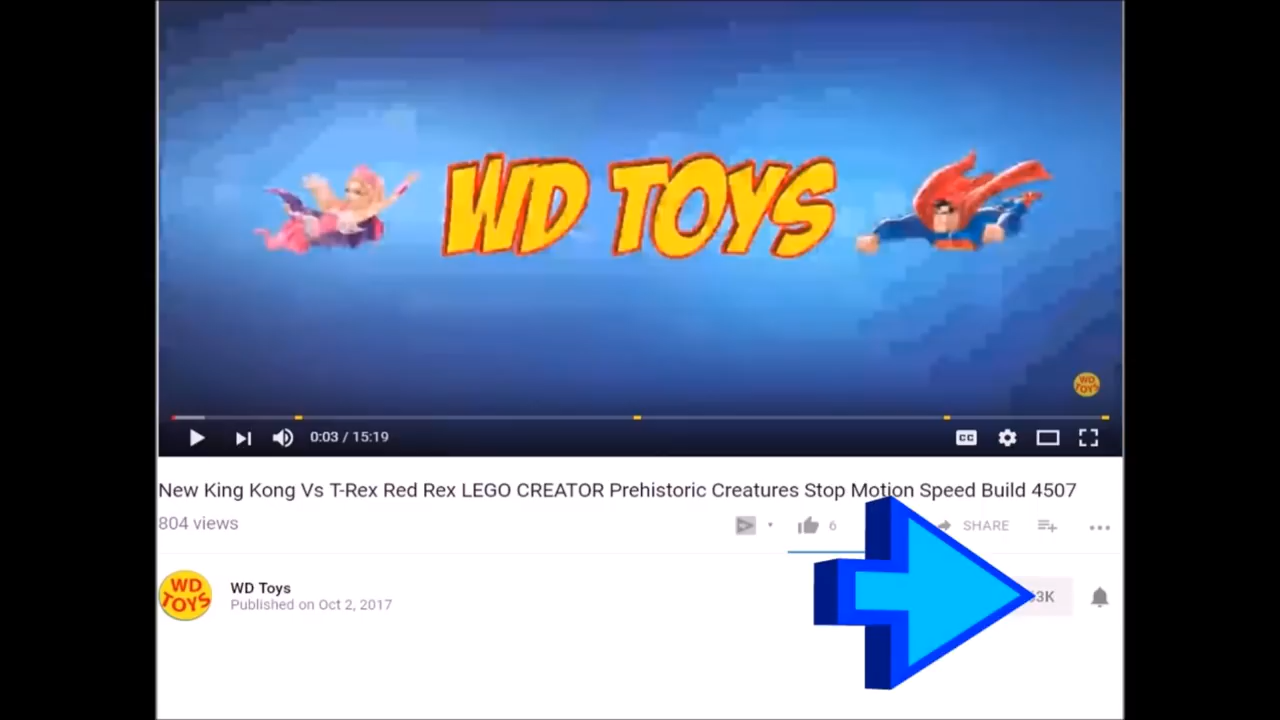 WD TOYS
WD TOYS
0:03 / 15:19
CC
New King Kong Vs T-Rex Red Rex LEGO CREATOR Prehistoric Creatures Stop Motion Speed Build 4507
804 views
6
SHARE
WD TOYS
WD Toys
Published on Oct 2, 2017